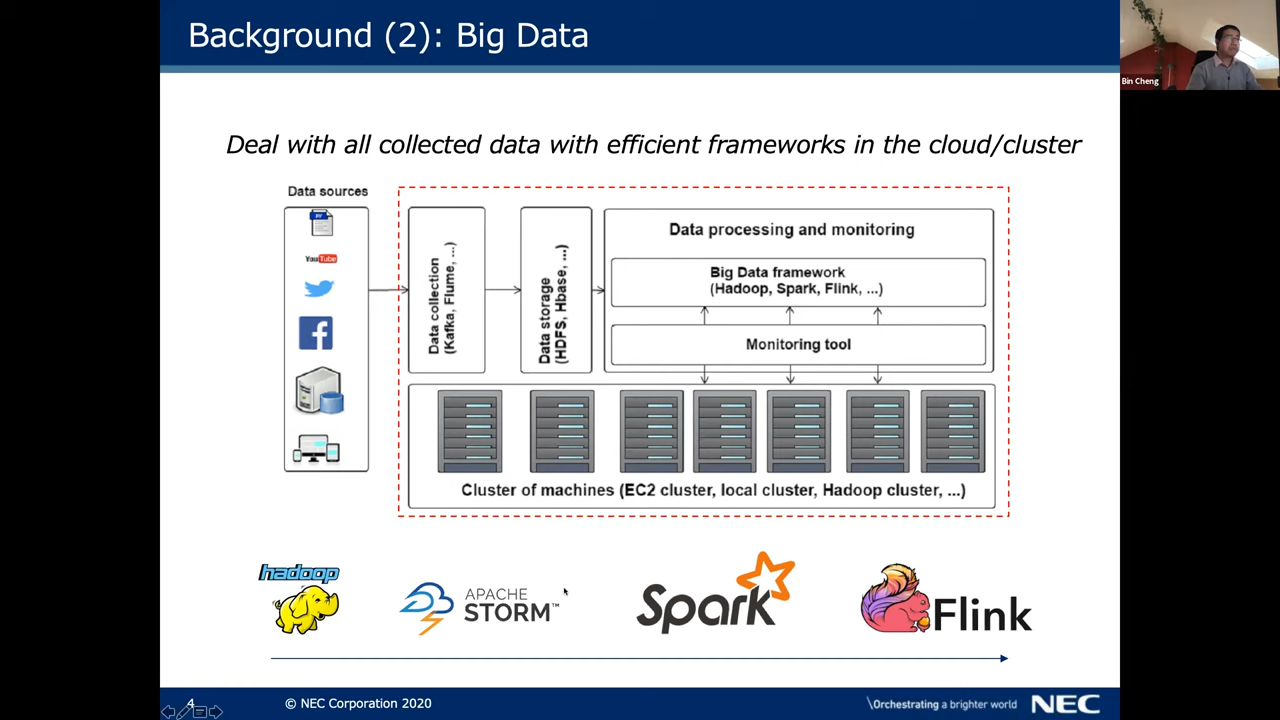 Background (2): Big Data
Bin Cheng
Deal with all collected data with efficient frameworks in the cloud/cluster
Data sources
YouTube
Data collection
(Kafka, Flume, ...)
Data storage
(HDFS, Hbase, ...)
Data processing and monitoring
Big Data framework
(Hadoop, Spark, Flink, ...)
Monitoring tool
Cluster of machines (EC2 cluster, local cluster, Hadoop cluster, ...)
hadoop
APACHE
STORM™
Spark
Flink
4
© NEC Corporation 2020
\Orchestrating a brighter world
NEC